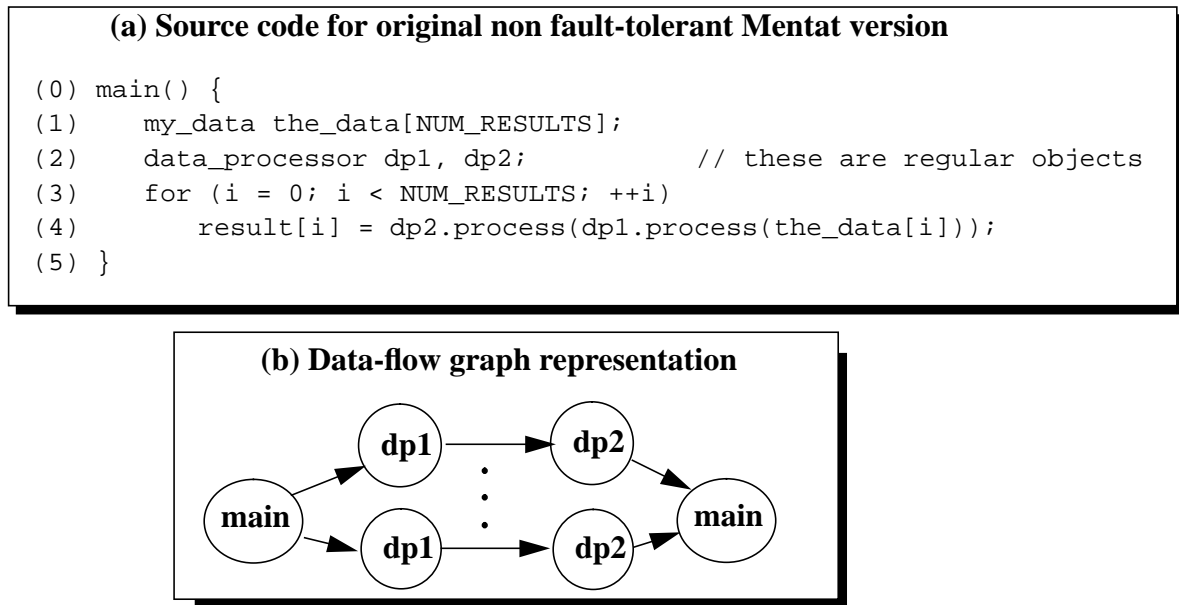 (a) Source code for original non fault-tolerant Mentat version
(0) main() {
(1) my_data the_data[NUM_RESULTS];
(2) data_processor dp1, dp2; // these are regular objects
(3) for (i = 0; i < NUM_RESULTS; ++i)
(4) result[i] = dp2.process(dp1.process(the_data[i]));
(5) }
(b) Data-flow graph representation
dp1 dp2
main main
dp1 dp2